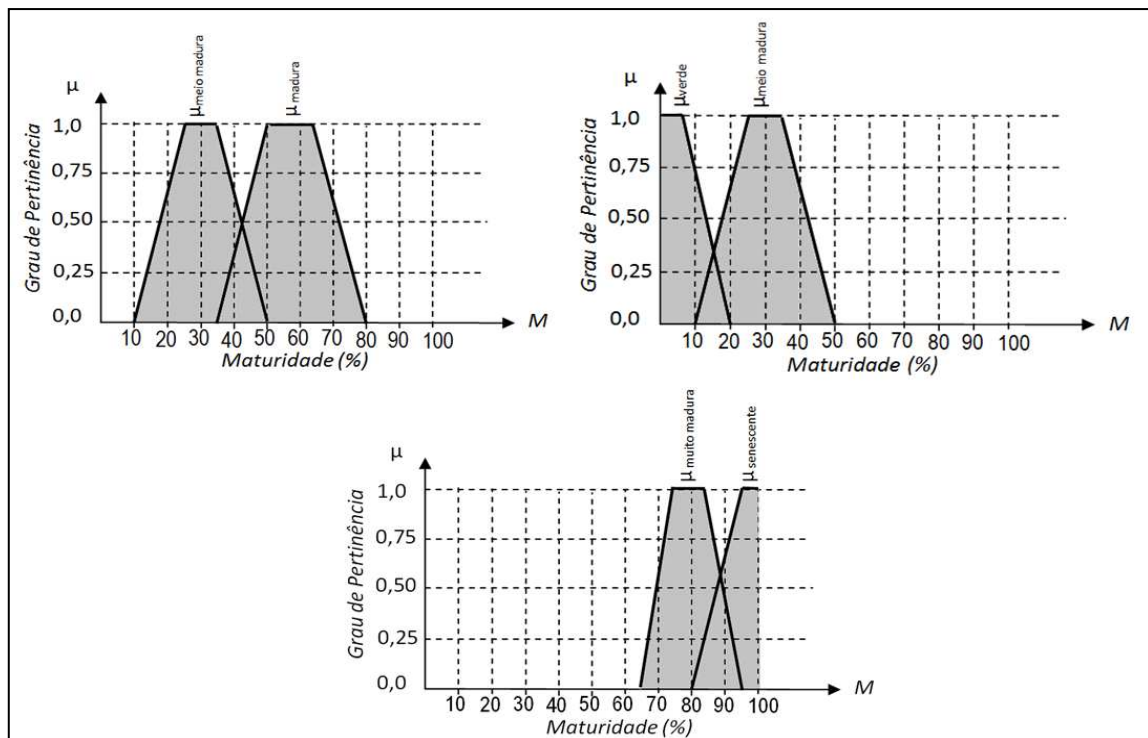 μ
μmeio madura
μmadura
Grau de Pertinência
1,0
0,75
0,50
0,25
0,0
10 20 30 40 50 60 70 80 90 100
M
Maturidade (%)
μ
μverde
μmeio madura
Grau de Pertinência
1,0
0,75
0,50
0,25
0,0
10 20 30 40 50 60 70 80 90 100
M
Maturidade (%)
μ
μmuito madura
μsenescente
Grau de Pertinência
1,0
0,75
0,50
0,25
0,0
10 20 30 40 50 60 70 80 90 100
M
Maturidade (%)